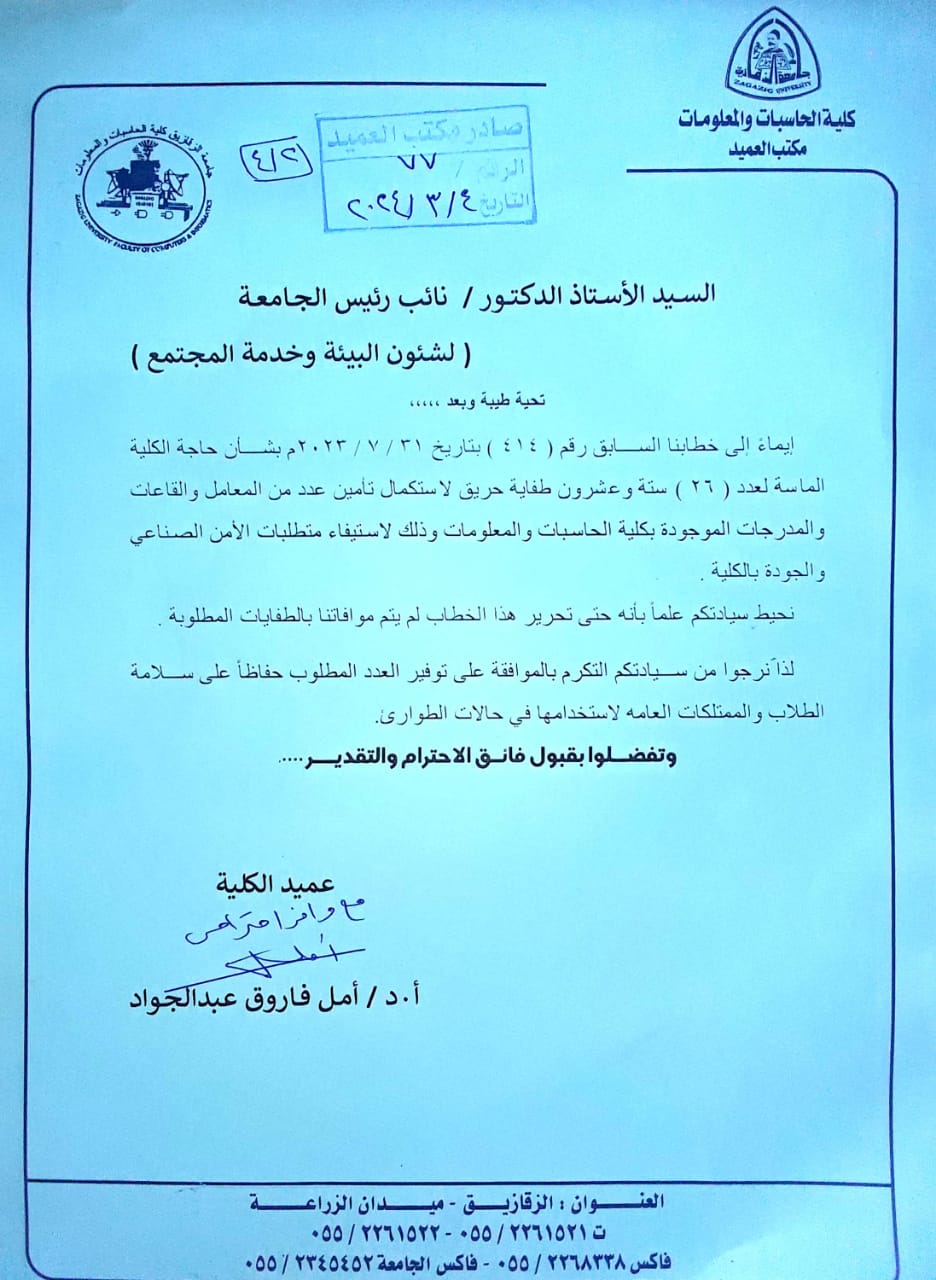 جامعة الزقازيق
ZAGAZIG UNIVERSITY
كلية الحاسبات والمعلومات
مكتب العميد
جامعة الزقازيق كلية الحاسبات والمعلومات
ZAGAZIG UNIVERSITY FACULTY OF COMPUTERS & INFORMATICS
٤/٢
صادر مكتب العميد
الرقم / ٧٧
التاريخ ٢٠٢٤/٣/٤
السيد الأستاذ الدكتور / نائب رئيس الجامعة
( لشئون البيئة وخدمة المجتمع )
تحية طيبة وبعد ،،،،،
إيماءً إلى خطابنا السابق رقم ( ٤١٤ ) بتاريخ ٣١ / ٧ / ٢٠٢٣م بشأن حاجة الكلية
الماسة لعدد ( ٢٦ ) ستة وعشرون طفاية حريق لاستكمال تأمين عدد من المعامل والقاعات
والمدرجات الموجودة بكلية الحاسبات والمعلومات وذلك لاستيفاء متطلبات الأمن الصناعي
والجودة بالكلية .
نحيط سيادتكم علماً بأنه حتى تحرير هذا الخطاب لم يتم موافاتنا بالطفايات المطلوبة .
لذا نرجوا من سيادتكم التكرم بالموافقة على توفير العدد المطلوب حفاظاً على سلامة
الطلاب والممتلكات العامه لاستخدامها في حالات الطوارئ.
وتفضلوا بقبول فائق الاحترام والتقدير....
عميد الكلية
مع وافر احترامى
أ.د / أمل فاروق عبدالجواد
العنوان : الزقازيق - ميدان الزراعة
ت ٢٢٦١٥٢١ / ٠٥٥ - ٢٢٦١٥٢٢ / ٠٥٥
فاكس ٢٢٦٨٣٣٨ / ٠٥٥ - فاكس الجامعة ٢٣٤٥٤٥٢ / ٠٥٥